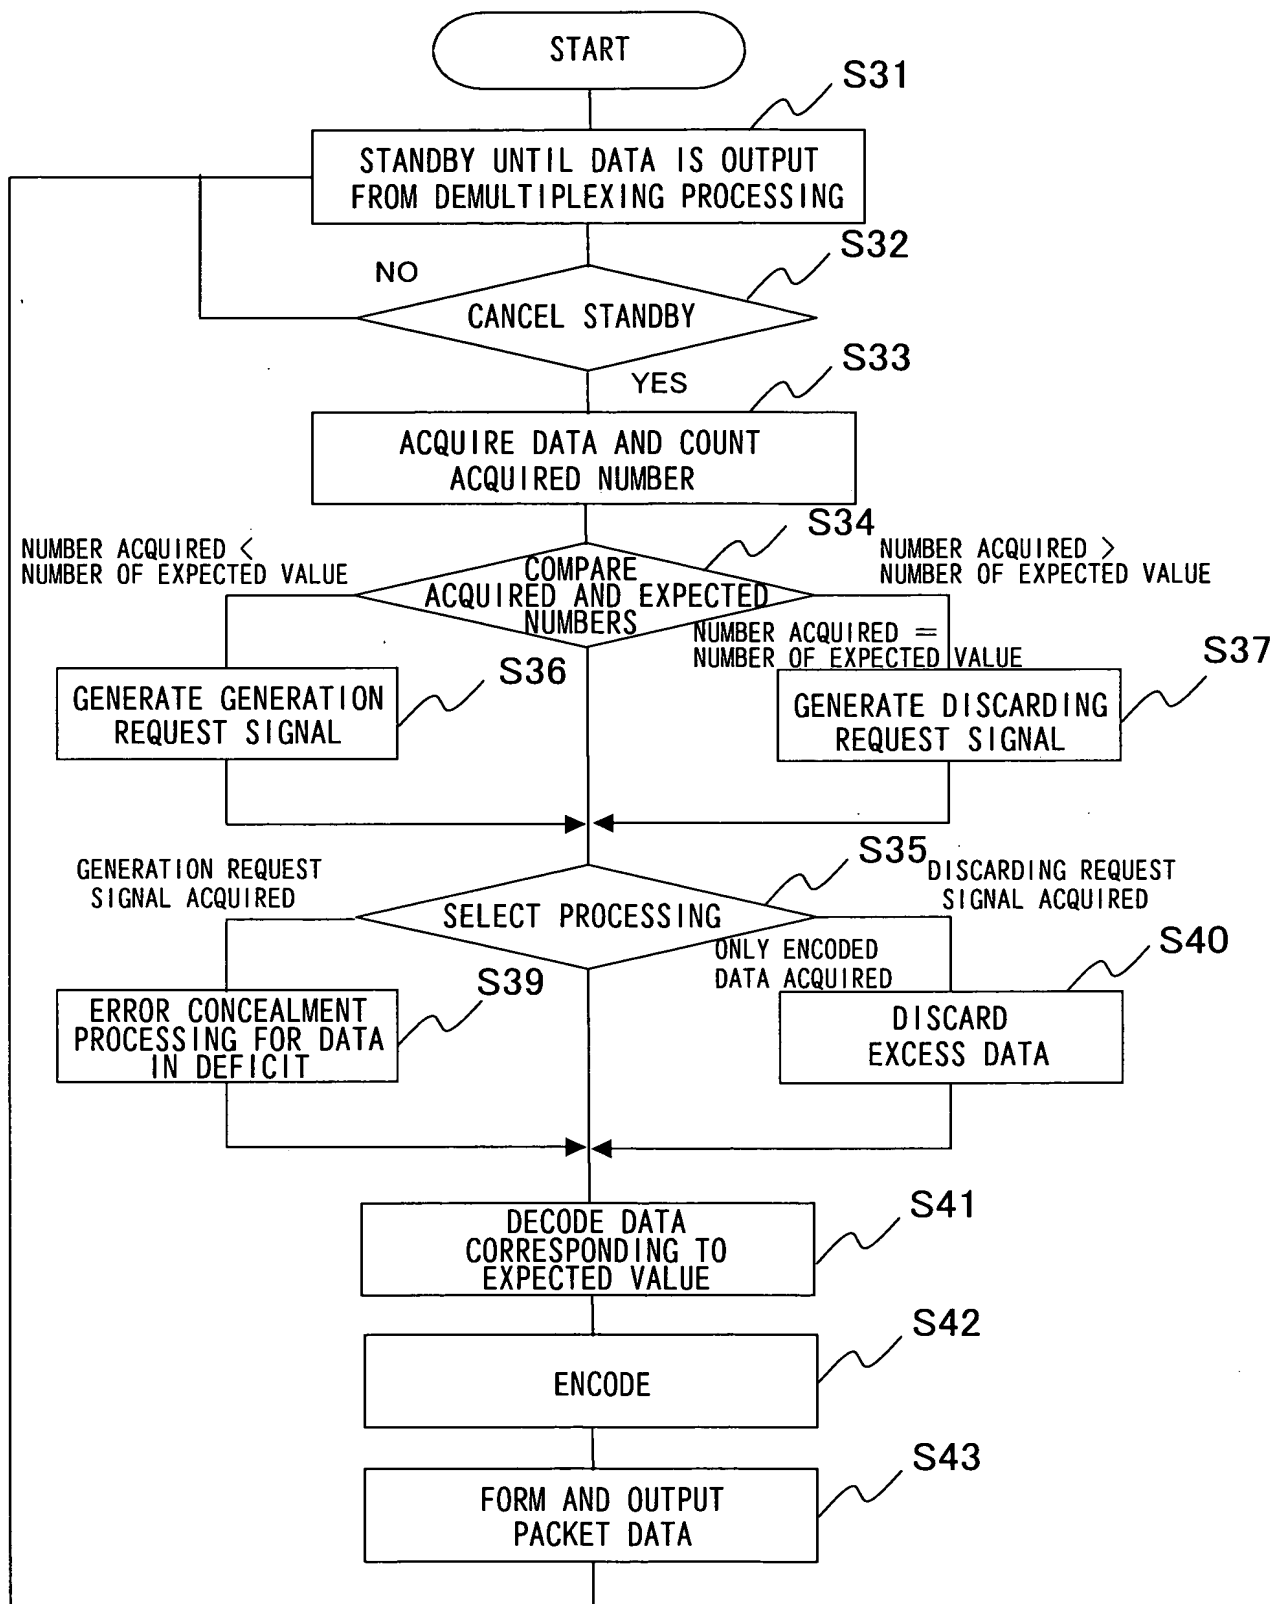 START
S31
STANDBY UNTIL DATA IS OUTPUT
FROM DEMULTIPLEXING PROCESSING
S32
NO
CANCEL STANDBY
YES
S33
ACQUIRE DATA AND COUNT
ACQUIRED NUMBER
S34
NUMBER ACQUIRED <
NUMBER OF EXPECTED VALUE
COMPARE
ACQUIRED AND EXPECTED
NUMBERS
NUMBER ACQUIRED >
NUMBER OF EXPECTED VALUE
NUMBER ACQUIRED =
NUMBER OF EXPECTED VALUE
S36
GENERATE GENERATION
REQUEST SIGNAL
S37
GENERATE DISCARDING
REQUEST SIGNAL
S35
GENERATION REQUEST
SIGNAL ACQUIRED
SELECT PROCESSING
DISCARDING REQUEST
SIGNAL ACQUIRED
ONLY ENCODED
DATA ACQUIRED
S39
ERROR CONCEALMENT
PROCESSING FOR DATA
IN DEFICIT
S40
DISCARD
EXCESS DATA
S41
DECODE DATA
CORRESPONDING TO
EXPECTED VALUE
S42
ENCODE
S43
FORM AND OUTPUT
PACKET DATA